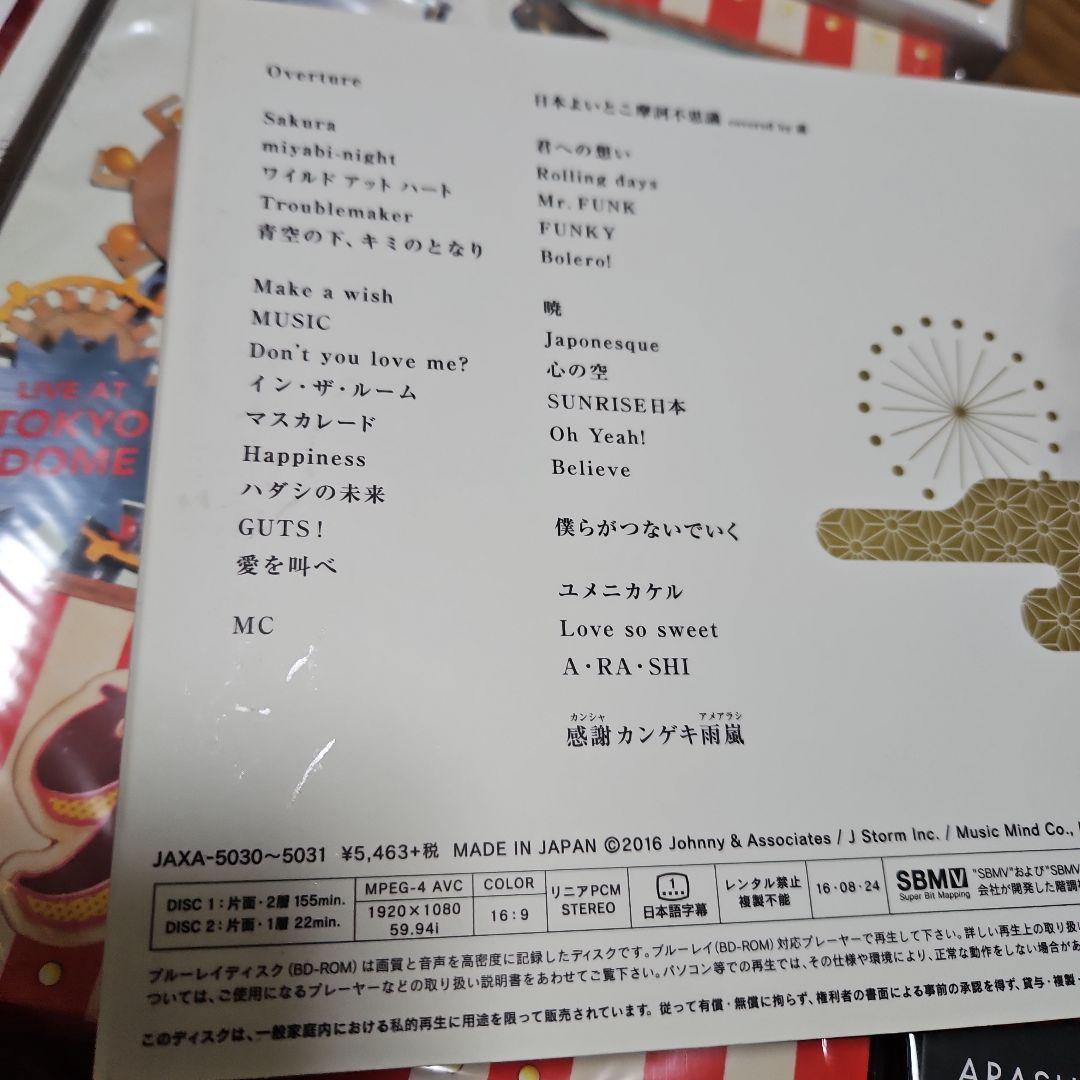 Overture
Sakura
miyabi-night
ワイルド アット ハート
Troublemaker
青空の下、キミのとなり
Make a wish
MUSIC
Don't you love me?
イン・ザ・ルーム
マスカレード
Happiness
ハダシの未来
GUTS!
愛を叫べ
MC
日本よいとこ摩訶不思議 covered by 嵐
君への想い
Rolling days
Mr. FUNK
FUNKY
Bolero!
暁
Japonesque
心の空
SUNRISE日本
Oh Yeah!
Believe
僕らがつないでいく
ユメニカケル
Love so sweet
A・RA・SHI
カンシャ アメアラシ
感謝カンゲキ雨嵐
LIVE AT
TOKYO
DOME
JAXA-5030〜5031 ¥5,463+税 MADE IN JAPAN ©2016 Johnny & Associates / J Storm Inc. / Music Mind Co.,
DISC 1：片面・2層 155min.
DISC 2：片面・1層 22min.
MPEG-4 AVC
1920×1080
59.94i
COLOR
16：9
リニアPCM
STEREO
1
日本語字幕
レンタル禁止
複製不能
16・08・24
SBMV
Super Bit Mapping
"SBMV"および"SBMV
会社が開発した階調
ブルーレイディスク（BD-ROM）は画質と音声を高密度に記録したディスクです。ブルーレイ（BD-ROM）対応プレーヤーで再生して下さい。詳しい再生上の取り扱い
ついては、ご使用になるプレーヤーなどの取り扱い説明書をあわせてご覧下さい。パソコン等での再生では、その仕様や環境により、正常な動作をしない場合があ
このディスクは、一般家庭内における私的再生に用途を限って販売されています。従って有償・無償に拘らず、権利者の書面による事前の承認を得ず、貸与・複製・
ARAS